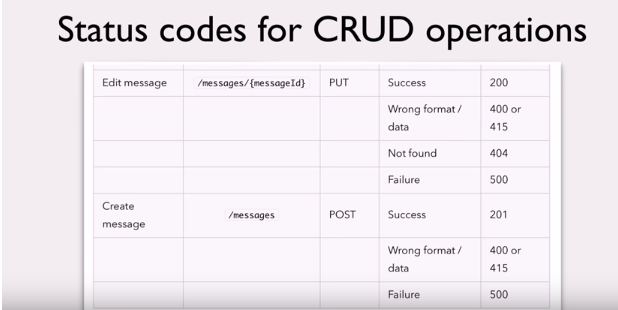 Status codes for CRUD operations
Edit message /messages/{messageId} PUT Success 200
Wrong format / data 400 or 415
Not found 404
Failure 500
Create message /messages POST Success 201
Wrong format / data 400 or 415
Failure 500